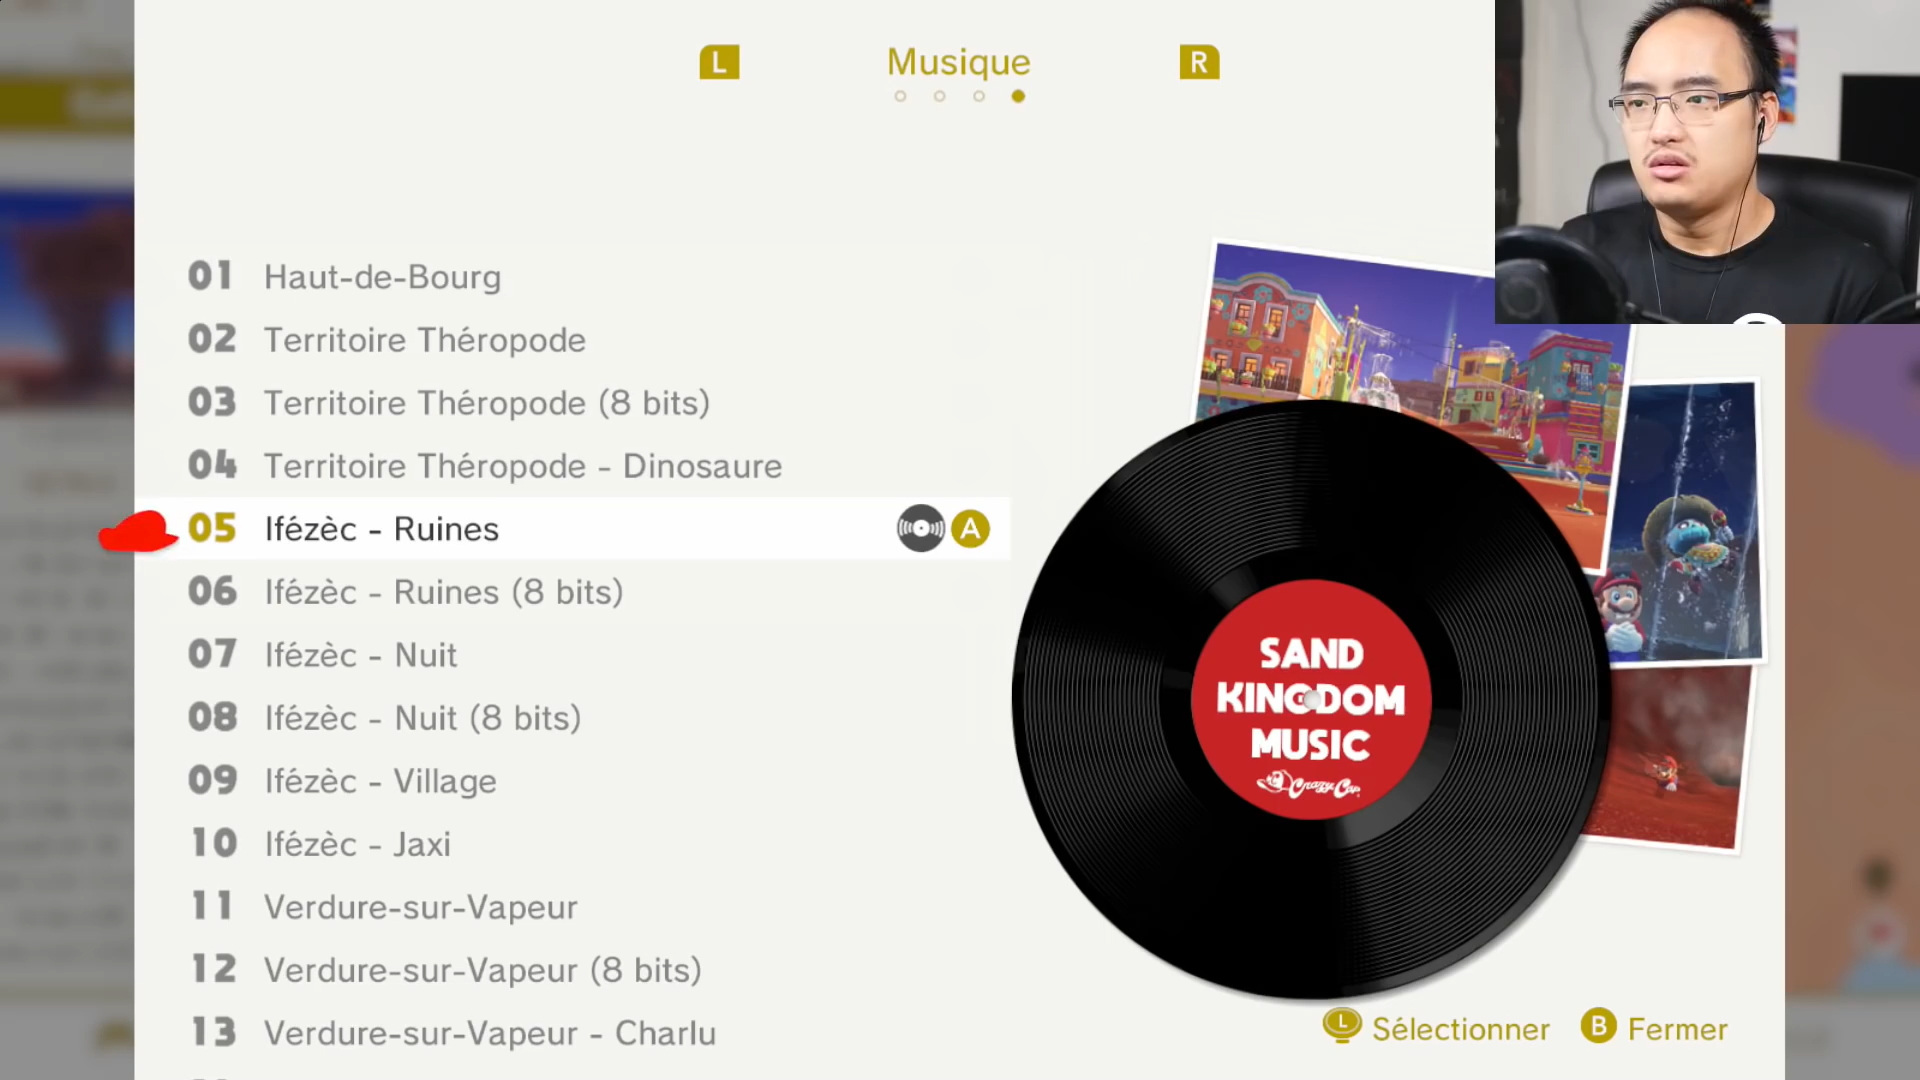 L Musique R
01 Haut-de-Bourg
02 Territoire Théropode
03 Territoire Théropode (8 bits)
04 Territoire Théropode - Dinosaure
05 Ifézèc - Ruines A
06 Ifézèc - Ruines (8 bits)
07 Ifézèc - Nuit
08 Ifézèc - Nuit (8 bits)
09 Ifézèc - Village
10 Ifézèc - Jaxi
11 Verdure-sur-Vapeur
12 Verdure-sur-Vapeur (8 bits)
13 Verdure-sur-Vapeur - Charlu
SAND
KINGDOM
MUSIC
Crazy Cap
L Sélectionner B Fermer